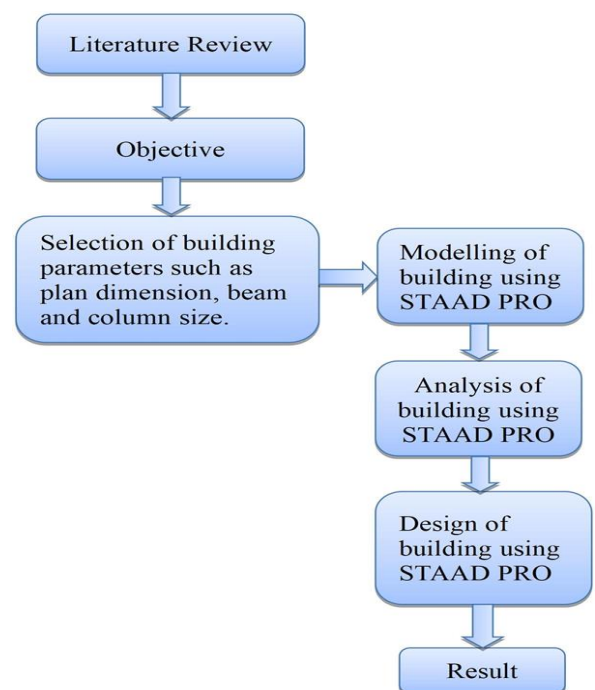 Literature Review
Objective
Selection of building
parameters such as
plan dimension, beam
and column size.
Modelling of
building using
STAAD PRO
Analysis of
building using
STAAD PRO
Design of
building using
STAAD PRO
Result